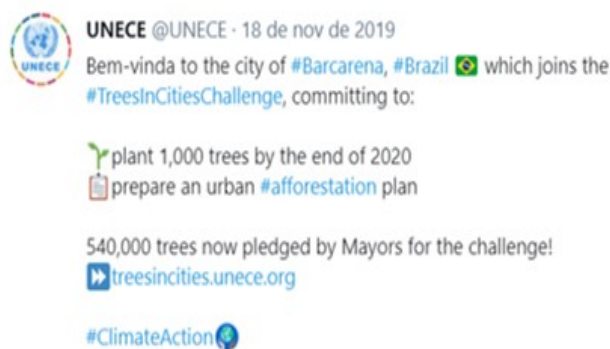 UNECE
UNECE @UNECE · 18 de nov de 2019
Bem-vinda to the city of #Barcarena, #Brazil 🇧🇷 which joins the
#TreesInCitiesChallenge, committing to:
🌱plant 1,000 trees by the end of 2020
📋prepare an urban #afforestation plan
540,000 trees now pledged by Mayors for the challenge!
⏩treesincities.unece.org
#ClimateAction🌍